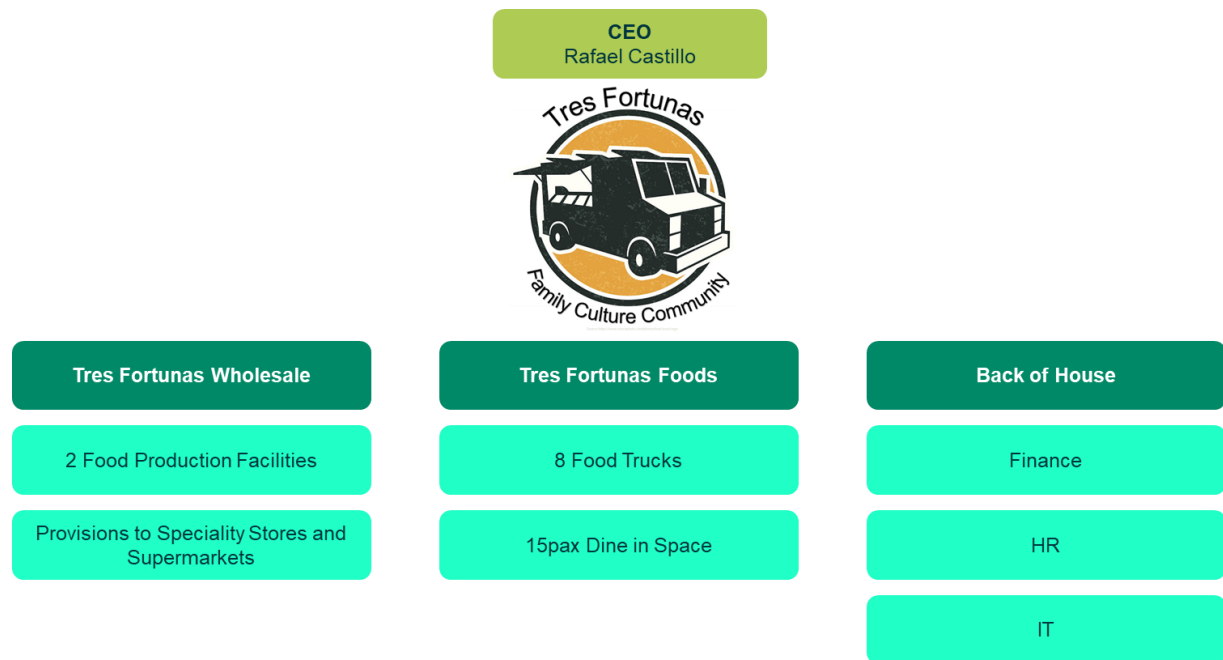 CEO
Rafael Castillo
Tres Fortunas
Family Culture Community
Tres Fortunas Wholesale
Tres Fortunas Foods
Back of House
2 Food Production Facilities
8 Food Trucks
Finance
Provisions to Speciality Stores and
Supermarkets
15pax Dine in Space
HR
IT